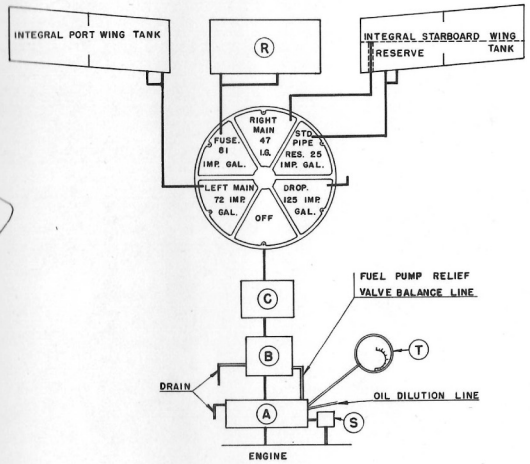 INTEGRAL PORT WING TANK
R
INTEGRAL STARBOARD WING
RESERVE TANK
RIGHT
MAIN
47
I.G.
FUSE.
81
IMP. GAL.
STD.
PIPE
RES. 25
IMP. GAL.
LEFT MAIN
72 IMP.
GAL.
DROP.
125 IMP.
GAL.
OFF
C
FUEL PUMP RELIEF
VALVE BALANCE LINE
B
T
DRAIN
OIL DILUTION LINE
A
S
ENGINE